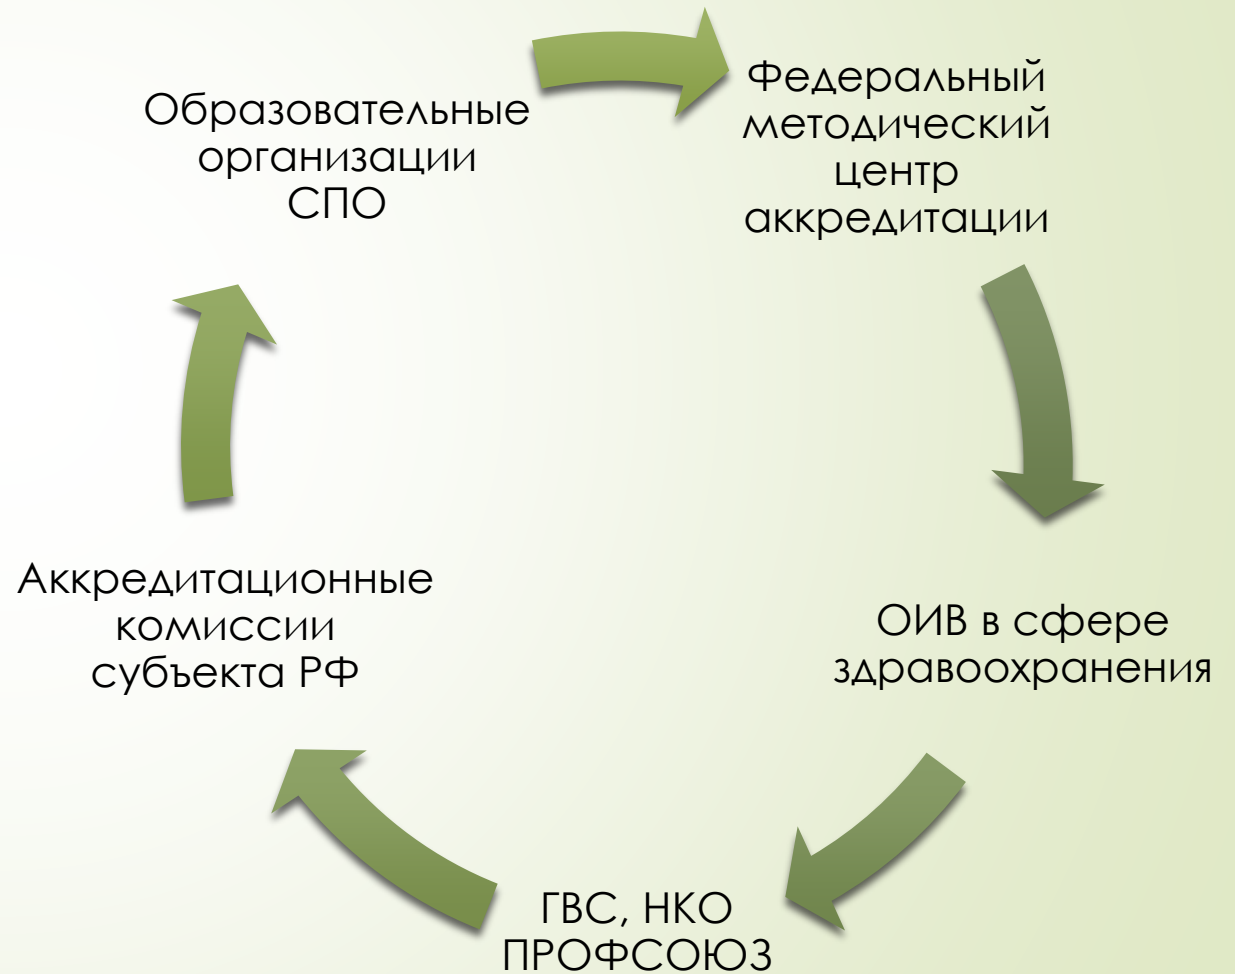 Образовательные
организации
СПО
Федеральный
методический
центр
аккредитации
ОИВ в сфере
здравоохранения
ГВС, НКО
ПРОФСОЮЗ
Аккредитационные
комиссии
субъекта РФ